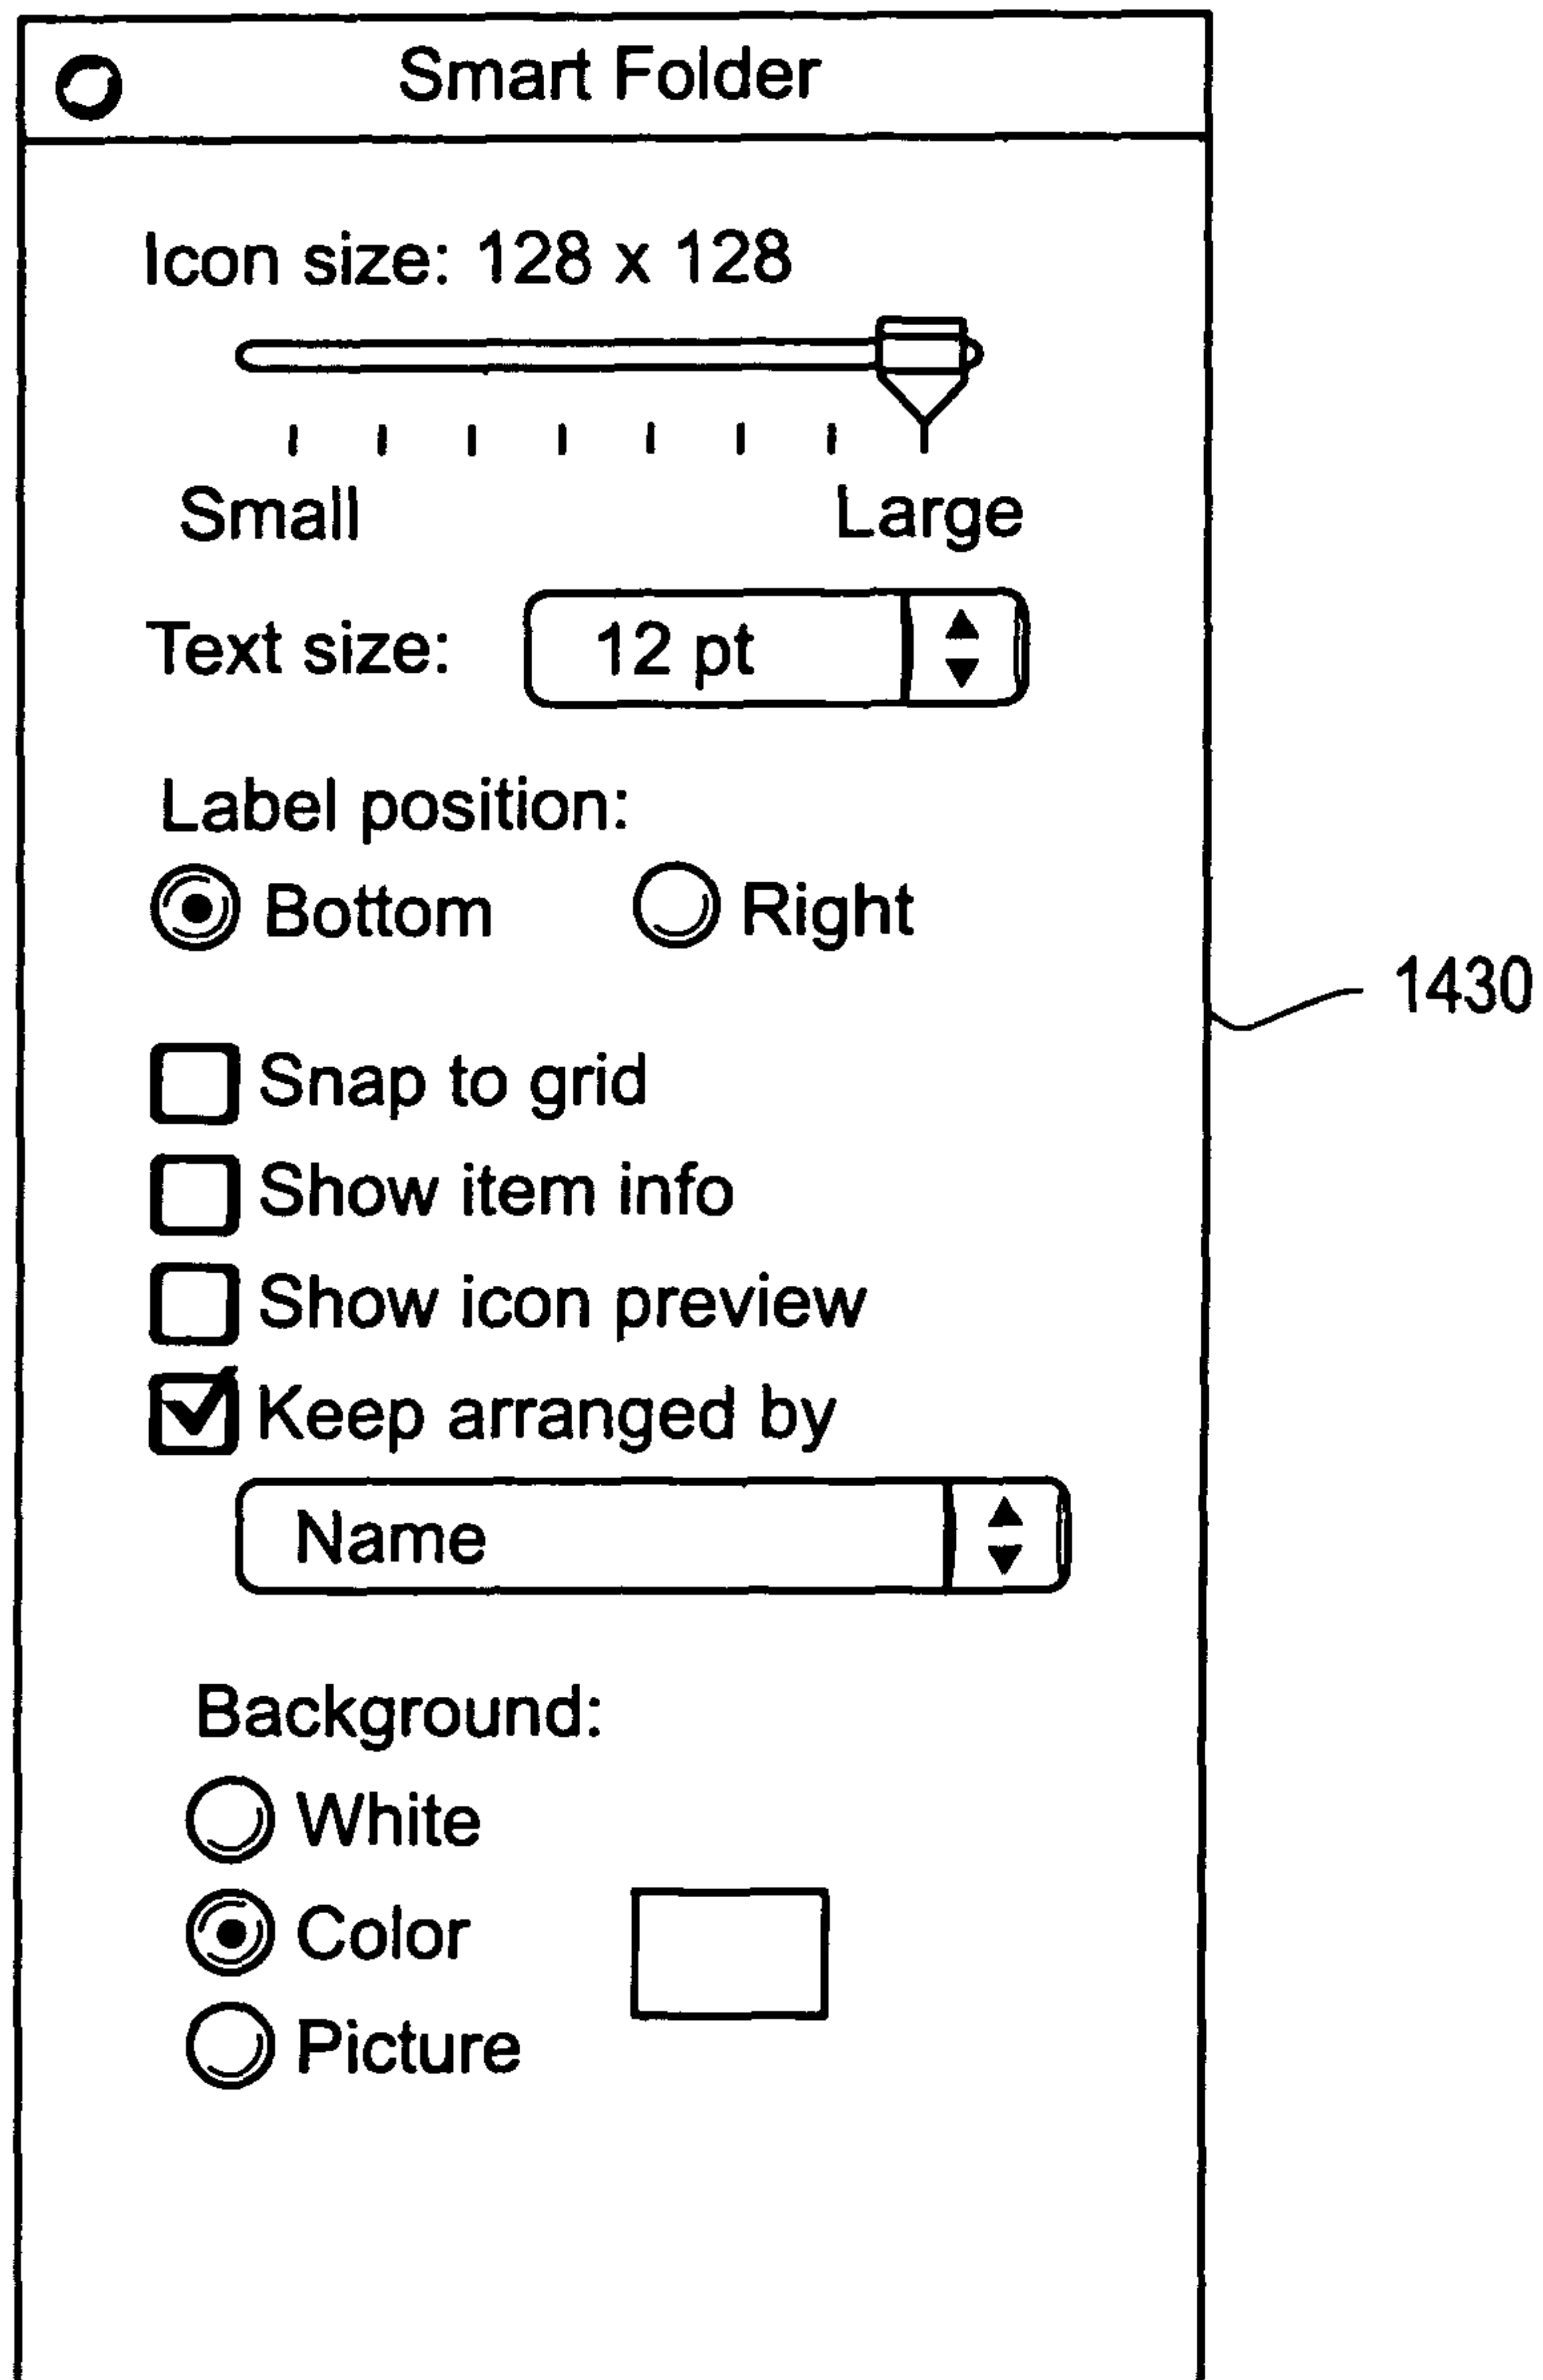 Smart Folder
Icon size: 128 x 128
Small Large
Text size: 12 pt
Label position:
Bottom Right
1430
Snap to grid
Show item info
Show icon preview
Keep arranged by
Name
Background:
White
Color
Picture